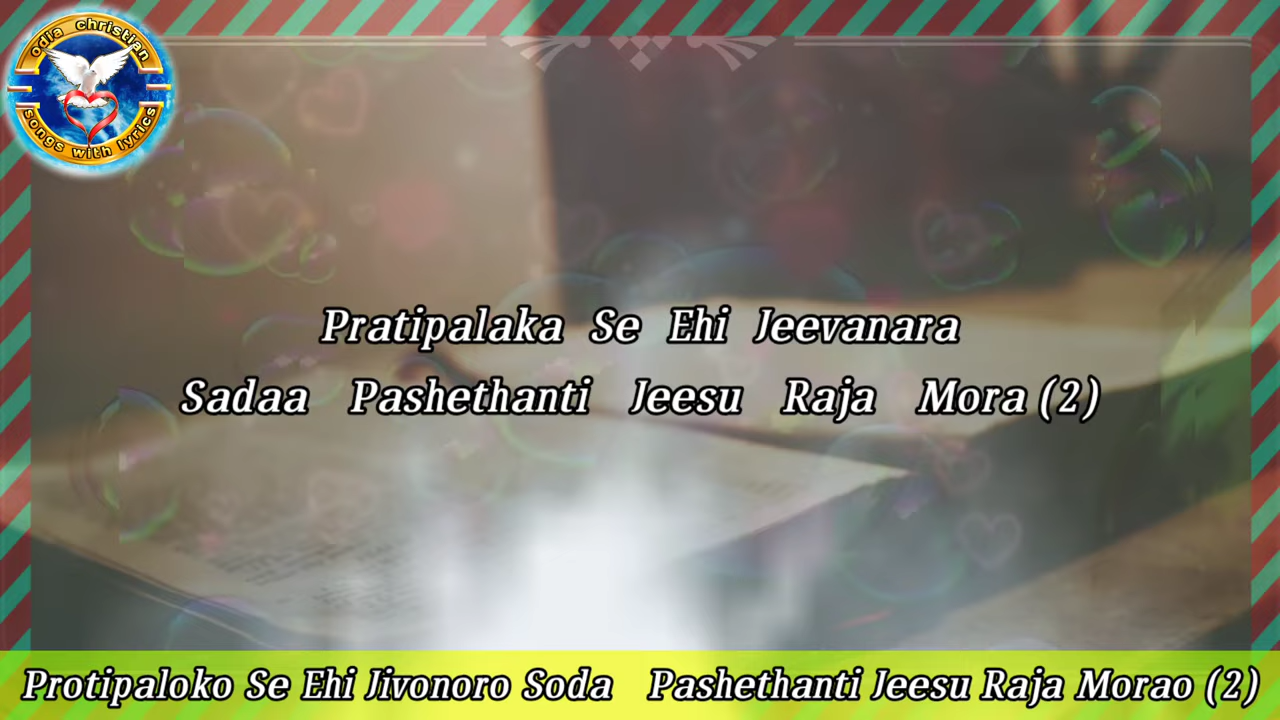 odia christian
songs with lyrics
Pratipalaka Se Ehi Jeevanara
Sadaa Pashethanti Jeesu Raja Mora (2)
Protipaloko Se Ehi Jivonoro Soda Pashethanti Jeesu Raja Morao (2)